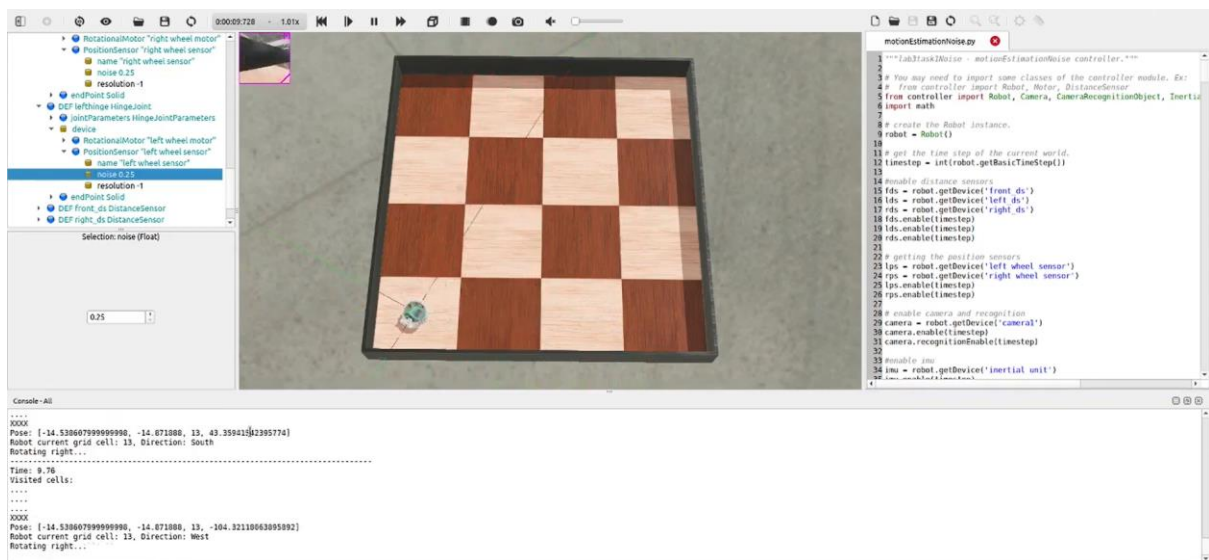 0:00:09:728 - 1.01x
RotationalMotor "right wheel motor"
PositionSensor "right wheel sensor"
name "right wheel sensor"
noise 0.25
resolution -1
endPoint Solid
DEF lefthinge HingeJoint
jointParameters HingeJointParameters
device
RotationalMotor "left wheel motor"
PositionSensor "left wheel sensor"
name "left wheel sensor"
noise 0.25
resolution -1
endPoint Solid
DEF front_ds DistanceSensor
DEF right_ds DistanceSensor
Selection: noise (Float)
0.25
motionEstimationNoise.py
1 """lab3task1Noise - motionEstimationNoise controller."""
2
3 # You may need to import some classes of the controller module. Ex:
4 #  from controller import Robot, Motor, DistanceSensor
5 from controller import Robot, Camera, CameraRecognitionObject, Inertia
6 import math
7
8 # create the Robot instance.
9 robot = Robot()
10
11 # get the time step of the current world.
12 timestep = int(robot.getBasicTimeStep())
13
14 #enable distance sensors
15 fds = robot.getDevice('front_ds')
16 lds = robot.getDevice('left_ds')
17 rds = robot.getDevice('right_ds')
18 fds.enable(timestep)
19 lds.enable(timestep)
20 rds.enable(timestep)
21
22 # getting the position sensors
23 lps = robot.getDevice('left wheel sensor')
24 rps = robot.getDevice('right wheel sensor')
25 lps.enable(timestep)
26 rps.enable(timestep)
27
28 # enable camera and recognition
29 camera = robot.getDevice('camera1')
30 camera.enable(timestep)
31 camera.recognitionEnable(timestep)
32
33 #enable imu
34 imu = robot.getDevice('inertial unit')
Console - All
....
XXXX
Robot current grid cell: 13, Direction: South
Rotating right...
--------------------------------------------------------------------------------
Time: 9.76
Visited cells:
....
....
....
XXXX
Pose: [-14.538607999999998, -14.871888, 13, -104.32118063895892]
Robot current grid cell: 13, Direction: West
Rotating right...